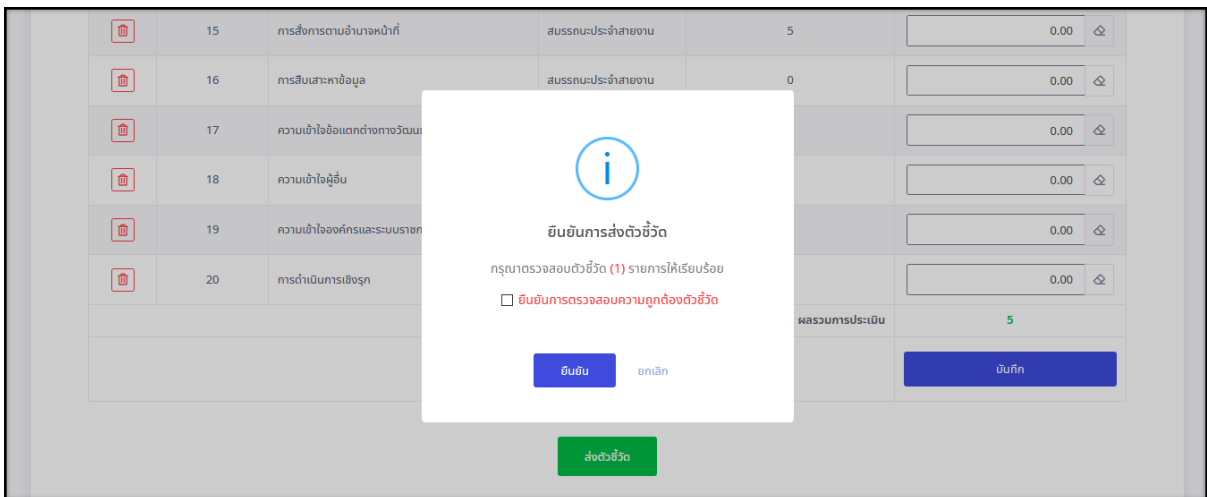 15 การสั่งการตามอำนาจหน้าที่ สมรรถนะประจำสายงาน 5 0.00
16 การสืบเสาะหาข้อมูล สมรรถนะประจำสายงาน 0 0.00
17 ความเข้าใจข้อแตกต่างทางวัฒนะ 0.00
18 ความเข้าใจผู้อื่น 0.00
19 ความเข้าใจองค์กรและระบบราชก 0.00
20 การดำเนินการเชิงรุก 0.00
i
ยืนยันการส่งตัวชี้วัด
กรุณาตรวจสอบตัวชี้วัด (1) รายการให้เรียบร้อย
ยืนยันการตรวจสอบความถูกต้องตัวชี้วัด
ผลรวมการประเมิน 5
ยืนยัน ยกเลิก
บันทึก
ส่งตัวชี้วัด